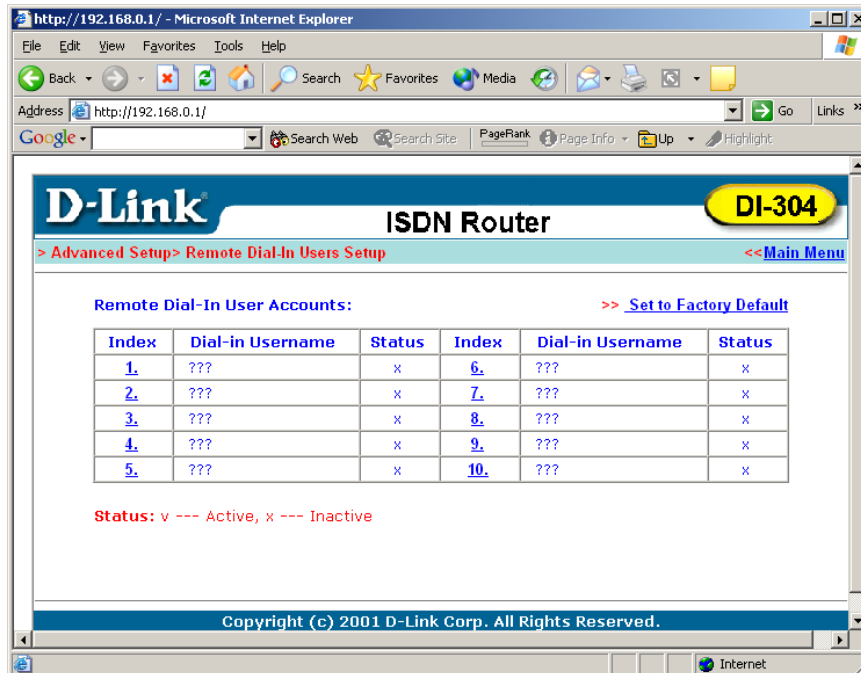 http://192.168.0.1/ - Microsoft Internet Explorer
File Edit View Favorites Tools Help
Back Search Favorites Media
Address http://192.168.0.1/ Go Links »
Google Search Web Search Site PageRank Page Info Up Highlight
D-Link® ISDN Router DI-304
> Advanced Setup> Remote Dial-In Users Setup <<Main Menu
Remote Dial-In User Accounts: >> Set to Factory Default
Index Dial-in Username Status Index Dial-in Username Status
1. ??? x 6. ??? x
2. ??? x 7. ??? x
3. ??? x 8. ??? x
4. ??? x 9. ??? x
5. ??? x 10. ??? x
Status: v --- Active, x --- Inactive
Copyright (c) 2001 D-Link Corp. All Rights Reserved.
Internet